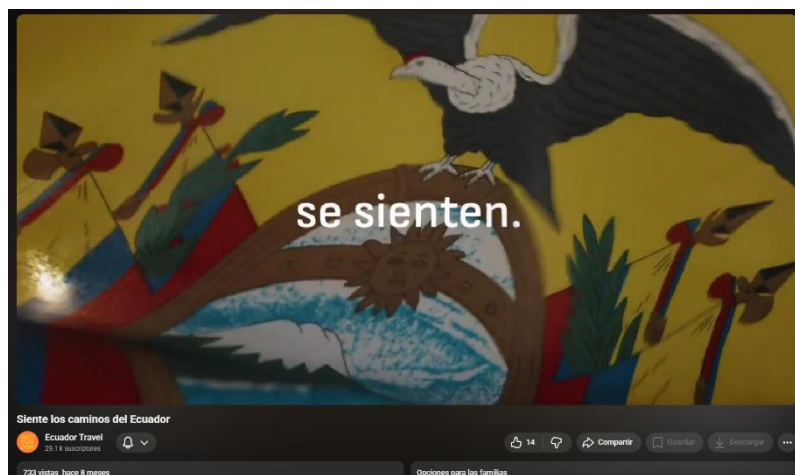 se sienten.
Siente los caminos del Ecuador
Ecuador Travel
29.1 k suscriptores
14
Compartir
Guardar
Descargar
733 vistas hace 8 meses
Opciones para las familias